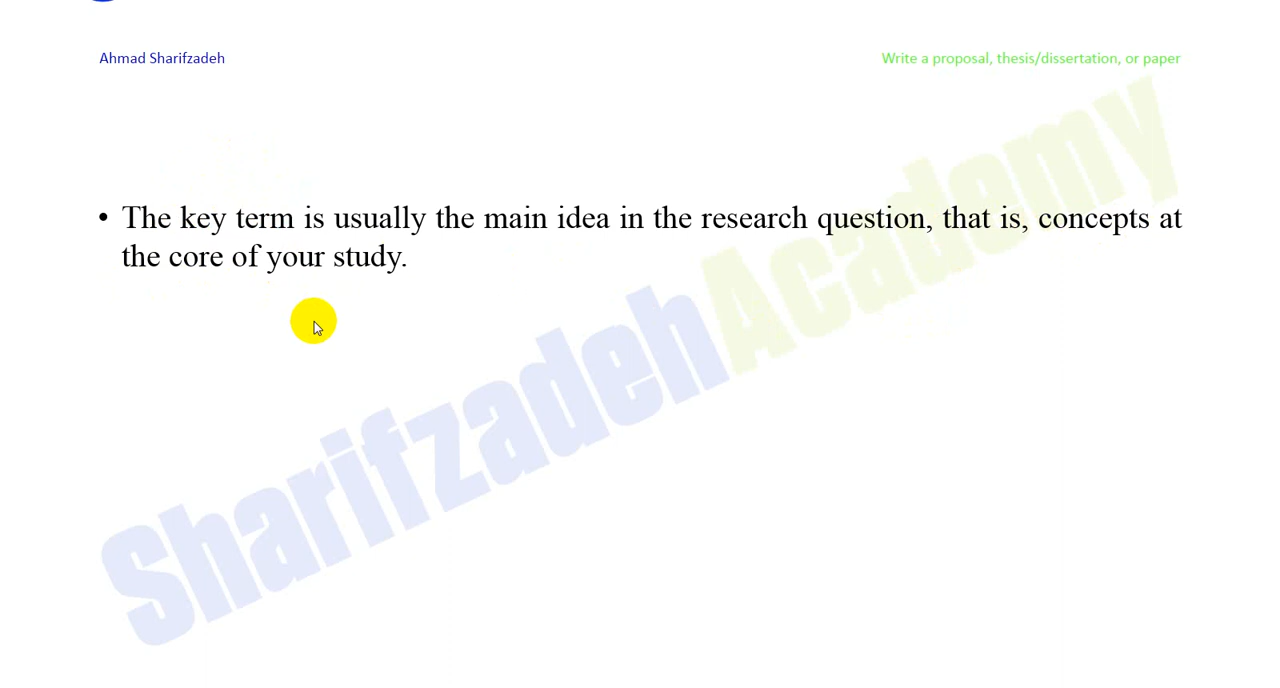 Ahmad Sharifzadeh
Write a proposal, thesis/dissertation, or paper
• The key term is usually the main idea in the research question, that is, concepts at
the core of your study.
SharifzadehAcademy